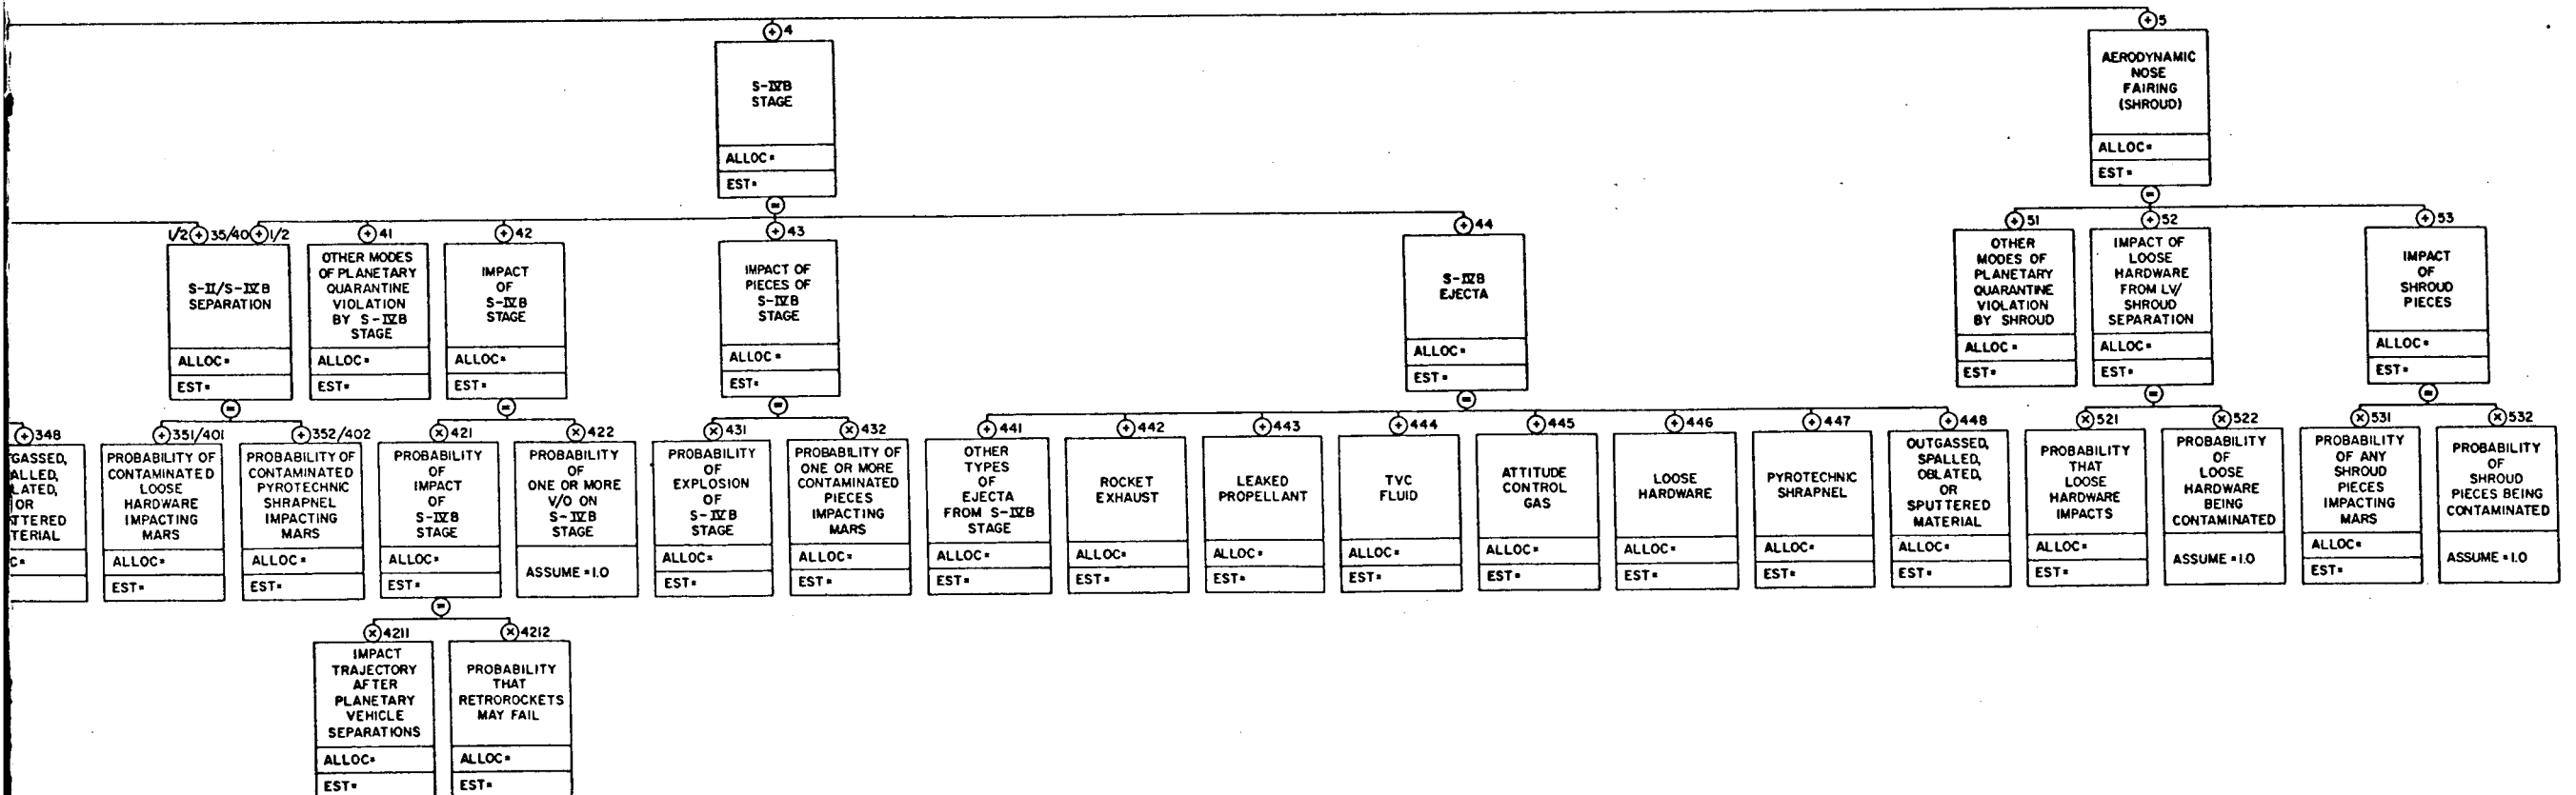 +4
S-IVB
STAGE
ALLOC=
EST=
+5
AERODYNAMIC
NOSE
FAIRING
(SHROUD)
ALLOC=
EST=
=
=
1/2 + 35/40 + 1/2
S-II/S-IVB
SEPARATION
ALLOC=
EST=
+41
OTHER MODES
OF PLANETARY
QUARANTINE
VIOLATION
BY S-IVB
STAGE
ALLOC=
EST=
+42
IMPACT
OF
S-IVB
STAGE
ALLOC=
EST=
+43
IMPACT OF
PIECES OF
S-IVB
STAGE
ALLOC=
EST=
+44
S-IVB
EJECTA
ALLOC=
EST=
+51
OTHER
MODES OF
PLANETARY
QUARANTINE
VIOLATION
BY SHROUD
ALLOC=
EST=
+52
IMPACT OF
LOOSE
HARDWARE
FROM LV/
SHROUD
SEPARATION
ALLOC=
EST=
+53
IMPACT
OF
SHROUD
PIECES
ALLOC=
EST=
=
=
=
=
=
=
+348
TGASSED,
ALLED,
LATED,
OR
TTERED
TERIAL
C=
+351/401
PROBABILITY OF
CONTAMINATED
LOOSE
HARDWARE
IMPACTING
MARS
ALLOC=
EST=
+352/402
PROBABILITY OF
CONTAMINATED
PYROTECHNIC
SHRAPNEL
IMPACTING
MARS
ALLOC=
EST=
×421
PROBABILITY
OF
IMPACT
OF
S-IVB
STAGE
ALLOC=
EST=
×422
PROBABILITY
OF
ONE OR MORE
V/O ON
S-IVB
STAGE
ASSUME=1.0
×431
PROBABILITY
OF
EXPLOSION
OF
S-IVB
STAGE
ALLOC=
EST=
×432
PROBABILITY OF
ONE OR MORE
CONTAMINATED
PIECES
IMPACTING
MARS
ALLOC=
EST=
+441
OTHER
TYPES
OF
EJECTA
FROM S-IVB
STAGE
ALLOC=
EST=
+442
ROCKET
EXHAUST
ALLOC=
EST=
+443
LEAKED
PROPELLANT
ALLOC=
EST=
+444
TVC
FLUID
ALLOC=
EST=
+445
ATTITUDE
CONTROL
GAS
ALLOC=
EST=
+446
LOOSE
HARDWARE
ALLOC=
EST=
+447
PYROTECHNIC
SHRAPNEL
ALLOC=
EST=
+448
OUTGASSED,
SPALLED,
OBLATED,
OR
SPUTTERED
MATERIAL
ALLOC=
EST=
×521
PROBABILITY
THAT
LOOSE
HARDWARE
IMPACTS
ALLOC=
EST=
×522
PROBABILITY
OF
LOOSE
HARDWARE
BEING
CONTAMINATED
ASSUME=1.0
×531
PROBABILITY
OF ANY
SHROUD
PIECES
IMPACTING
MARS
ALLOC=
EST=
×532
PROBABILITY
OF
SHROUD
PIECES BEING
CONTAMINATED
ASSUME=1.0
=
×4211
IMPACT
TRAJECTORY
AFTER
PLANETARY
VEHICLE
SEPARATIONS
ALLOC=
EST=
×4212
PROBABILITY
THAT
RETROROCKETS
MAY FAIL
ALLOC=
EST=